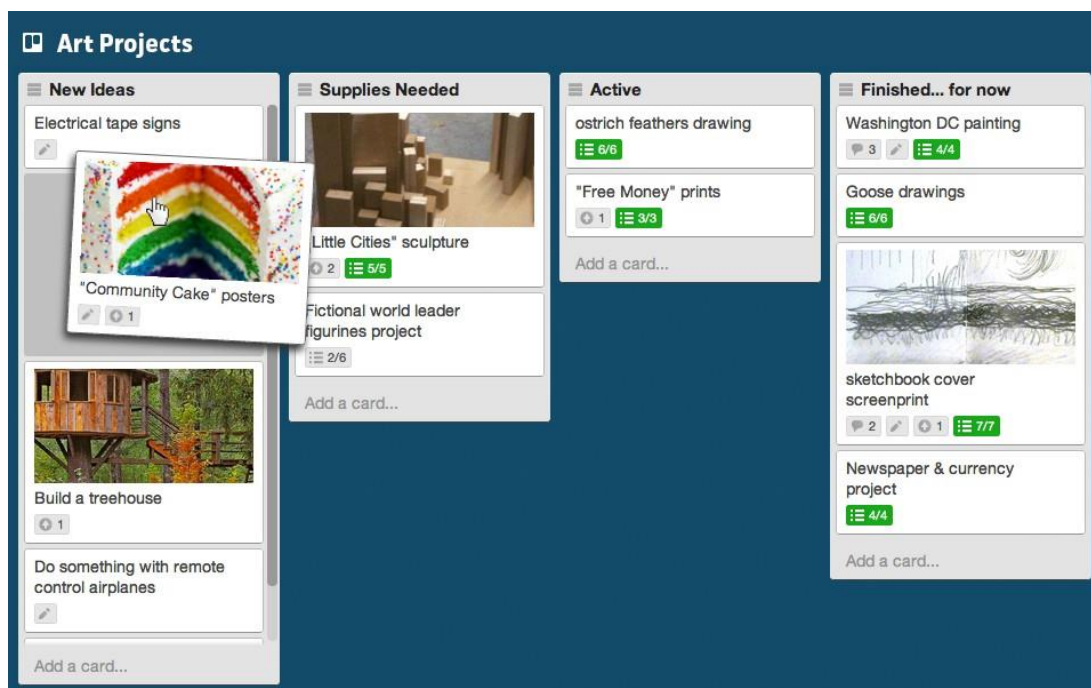 Art Projects
New Ideas
Electrical tape signs
"Community Cake" posters
1
Build a treehouse
1
Do something with remote
control airplanes
Add a card...
Supplies Needed
Little Cities" sculpture
2 5/5
Fictional world leader
figurines project
2/6
Add a card...
Active
ostrich feathers drawing
6/6
"Free Money" prints
1 3/3
Add a card...
Finished... for now
Washington DC painting
3 4/4
Goose drawings
6/6
sketchbook cover
screenprint
2 1 7/7
Newspaper & currency
project
4/4
Add a card...